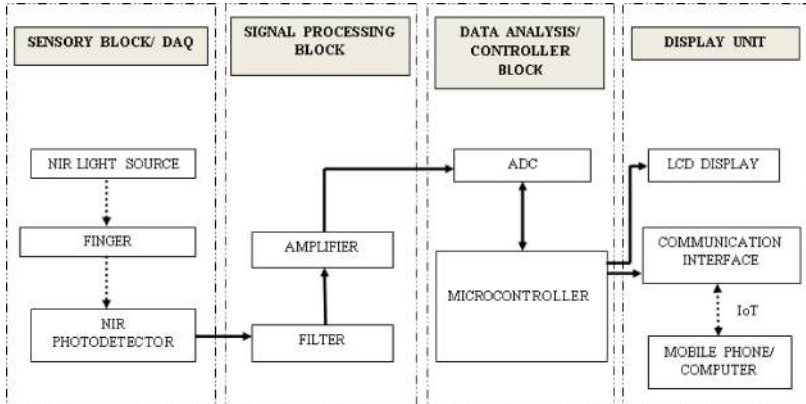 SENSORY BLOCK/ DAQ
NIR LIGHT SOURCE
FINGER
NIR
PHOTODETECTOR
SIGNAL PROCESSING
BLOCK
AMPLIFIER
FILTER
DATA ANALYSIS/
CONTROLLER
BLOCK
ADC
MICROCONTROLLER
DISPLAY UNIT
LCD DISPLAY
COMMUNICATION
INTERFACE
IoT
MOBILE PHONE/
COMPUTER